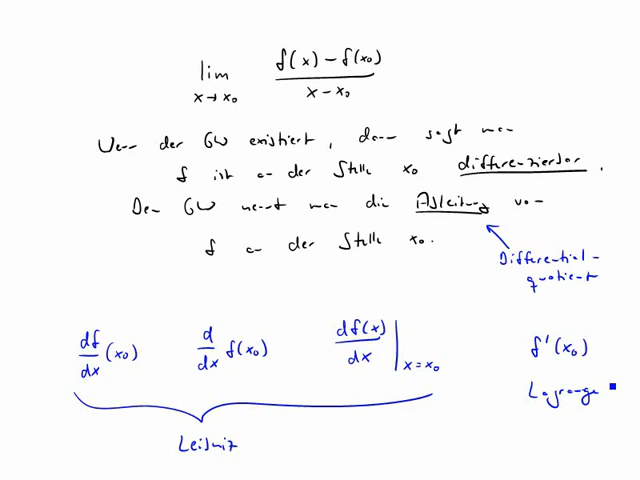 lim x→x₀ (f(x) − f(x₀)) / (x − x₀)
Wenn der GW existiert, dann sagt man
f ist an der Stelle x₀ differenzierbar.
Den GW nennt man die Ableitung von
f an der Stelle x₀.
Differential-
quotient
df/dx (x₀) d/dx f(x₀) df(x)/dx |x=x₀ f'(x₀)
Leibniz
Lagrange